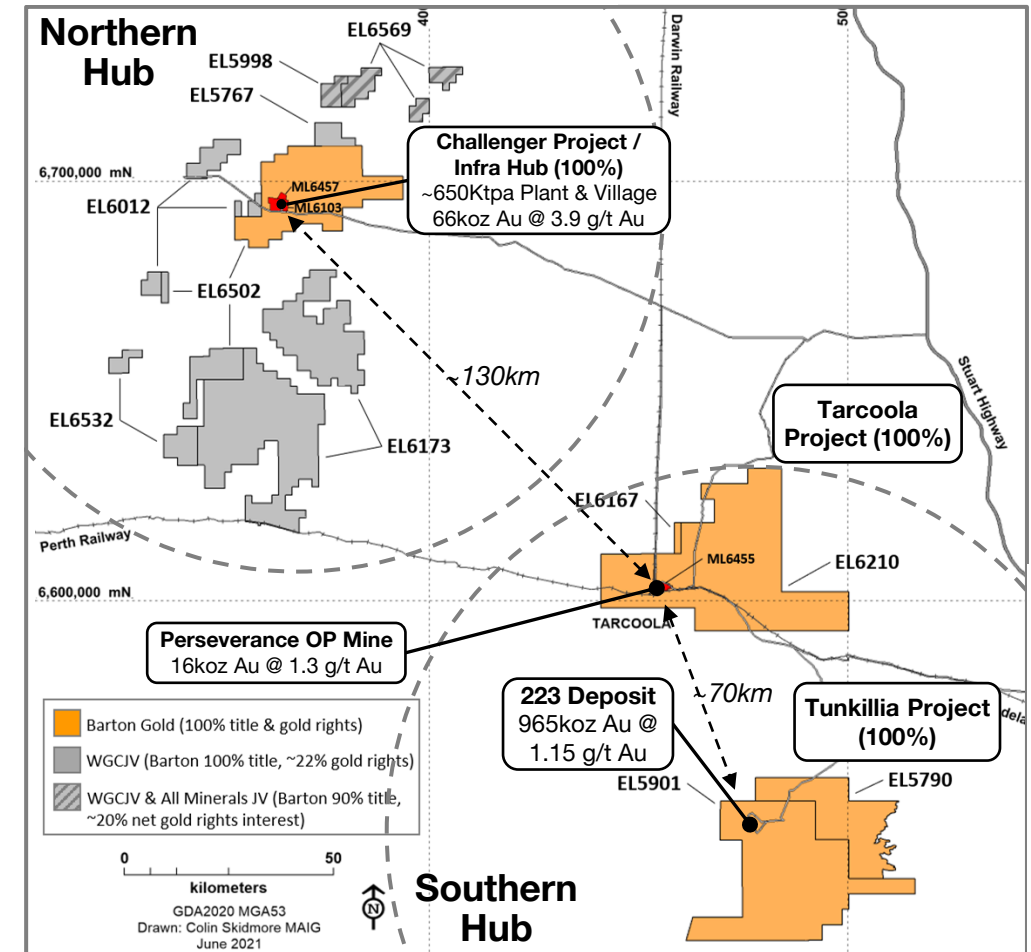 Northern
Hub
EL6569
EL5998
EL5767
40
50
Darwin Railway
Challenger Project /
Infra Hub (100%)
~650Ktpa Plant & Village
66koz Au @ 3.9 g/t Au
6,700,000 mN
ML6457
ML6103
EL6012
EL6502
~130km
Stuart Highway
Tarcoola
Project (100%)
EL6532
EL6173
EL6167
Perth Railway
ML6455
EL6210
6,600,000 mN
TARCOOLA
Perseverance OP Mine
16koz Au @ 1.3 g/t Au
~70km
223 Deposit
965koz Au @
1.15 g/t Au
Tunkillia Project
(100%)
dela
Barton Gold (100% title & gold rights)
WGCJV (Barton 100% title, ~22% gold rights)
WGCJV & All Minerals JV (Barton 90% title,
~20% net gold rights interest)
EL5901
EL5790
0 50
kilometers
GDA2020 MGA53
Drawn: Colin Skidmore MAIG
June 2021
N
Southern
Hub